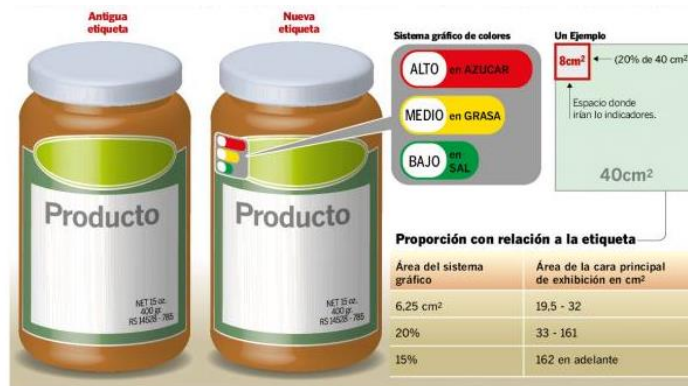 Antigua
etiqueta
Nueva
etiqueta
Producto
NET 15 oz.
400 gr.
RS 14528 - 785
Producto
NET 15 oz.
400 gr.
RS 14528 - 785
Sistema gráfico de colores
ALTO en AZUCAR
MEDIO en GRASA
BAJO en
SAL
Un Ejemplo
8cm²
(20% de 40 cm²
Espacio donde
irían lo indicadores.
40cm²
Proporción con relación a la etiqueta
Área del sistema
gráfico
Área de la cara principal
de exhibición en cm²
6,25 cm²
19,5 - 32
20%
33 - 161
15%
162 en adelante